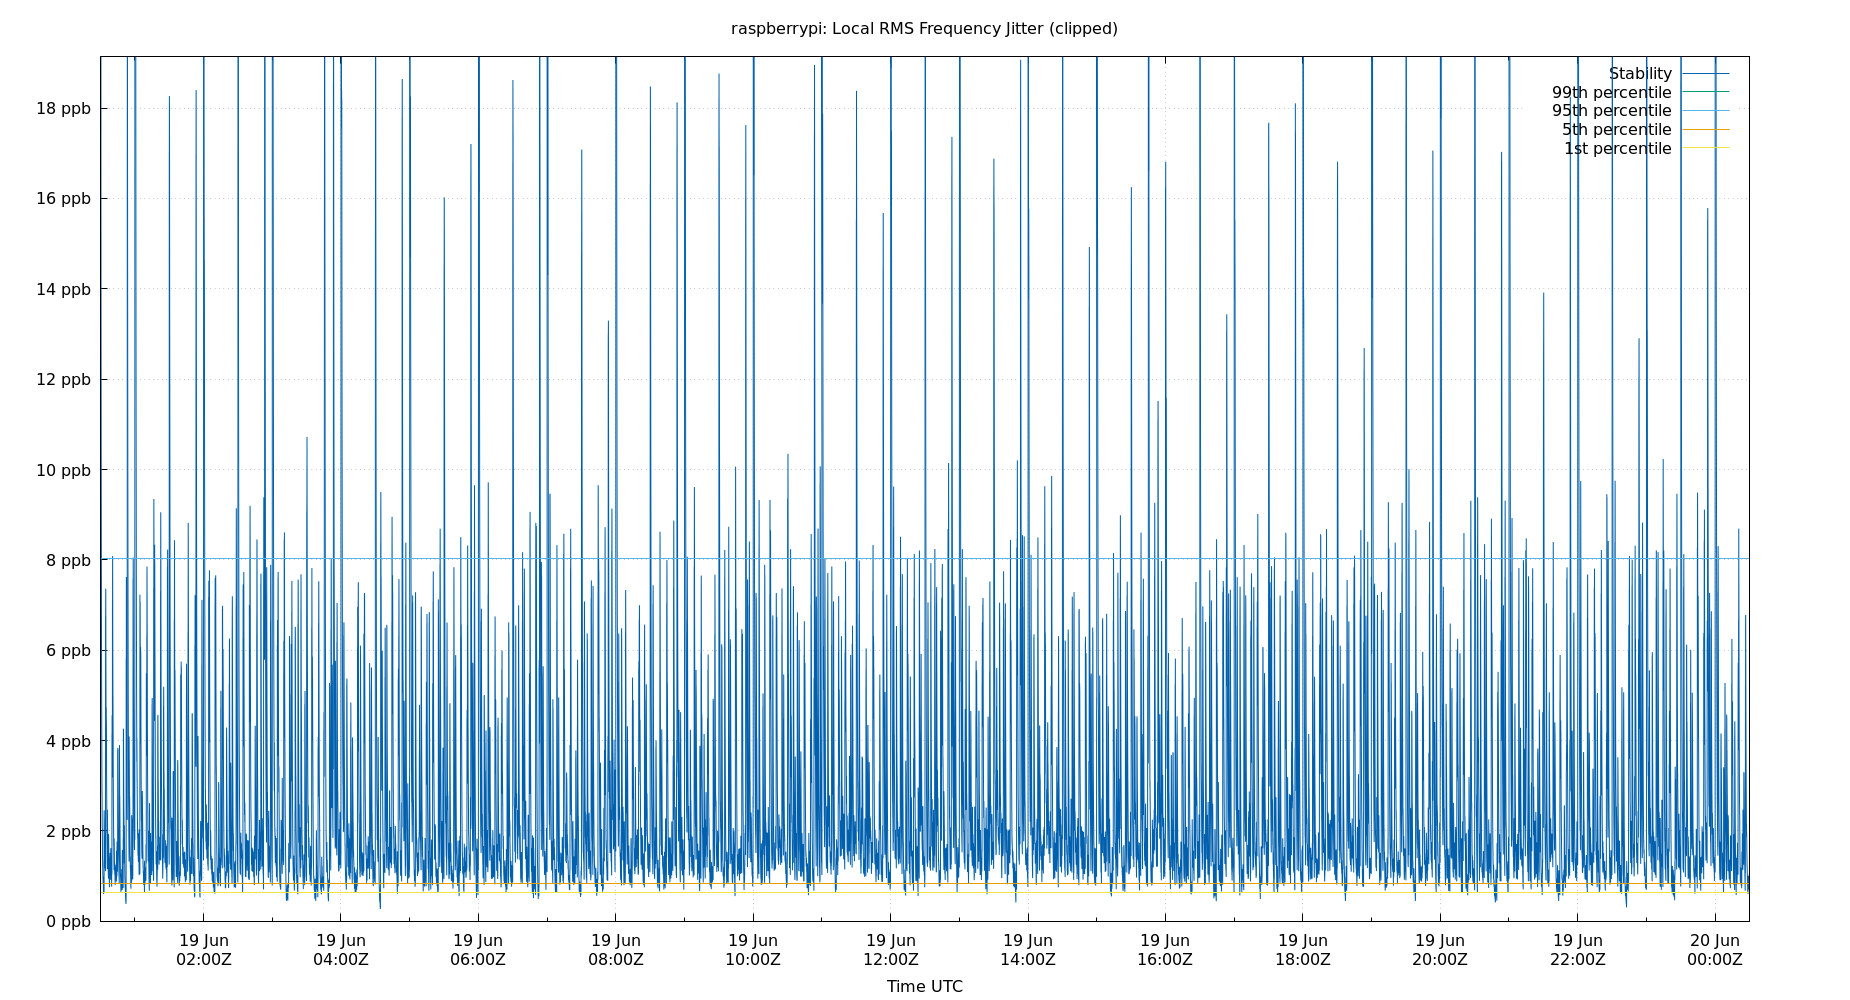 raspberrypi: Local RMS Frequency Jitter (clipped)
Stability
99th percentile
95th percentile
5th percentile
1st percentile
18 ppb
16 ppb
14 ppb
12 ppb
10 ppb
8 ppb
6 ppb
4 ppb
2 ppb
0 ppb
19 Jun 19 Jun 19 Jun 19 Jun 19 Jun 19 Jun 19 Jun 19 Jun 19 Jun 19 Jun 19 Jun 20 Jun
02:00Z 04:00Z 06:00Z 08:00Z 10:00Z 12:00Z 14:00Z 16:00Z 18:00Z 20:00Z 22:00Z 00:00Z
Time UTC